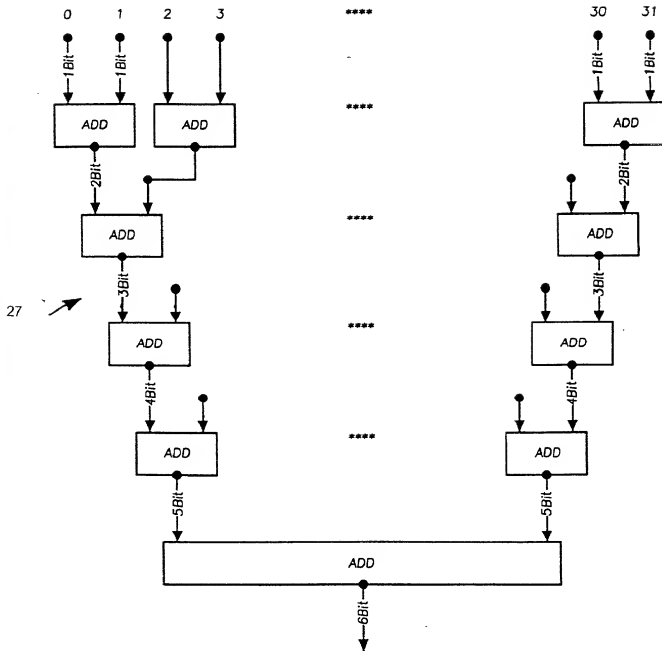 0 1 2 3 **** 30 31
1Bit 1Bit 1Bit 1Bit
ADD ADD **** ADD
2Bit 2Bit
ADD **** ADD
3Bit 3Bit
27
ADD **** ADD
4Bit 4Bit
ADD **** ADD
5Bit 5Bit
ADD
6Bit